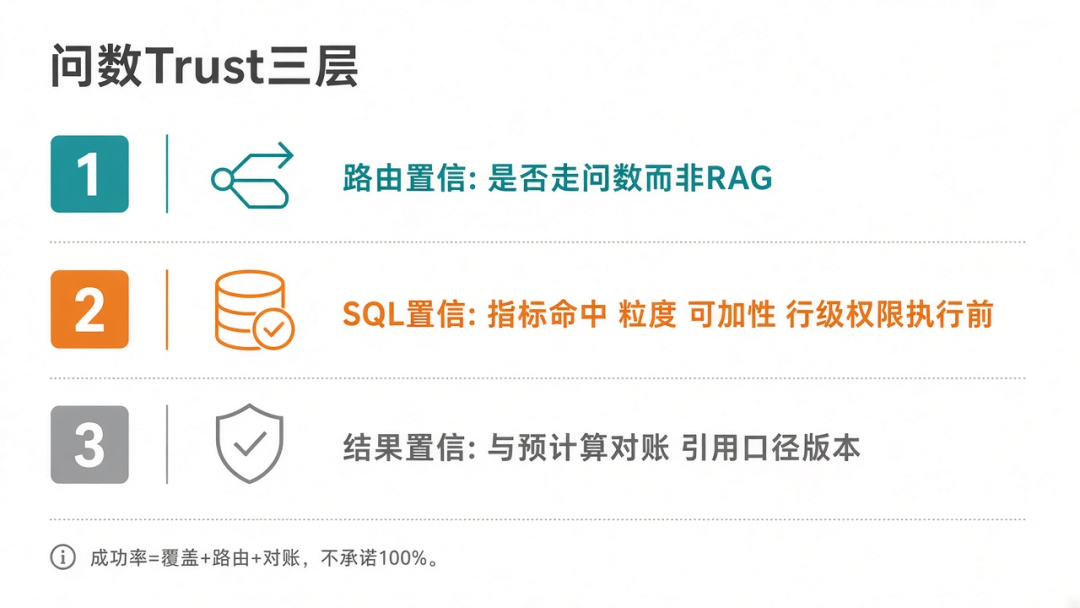 问数Trust三层
1
路由置信: 是否走问数而非RAG
2
SQL置信: 指标命中 粒度 可加性 行级权限执行前
3
结果置信: 与预计算对账 引用口径版本
成功率=覆盖+路由+对账，不承诺100%。